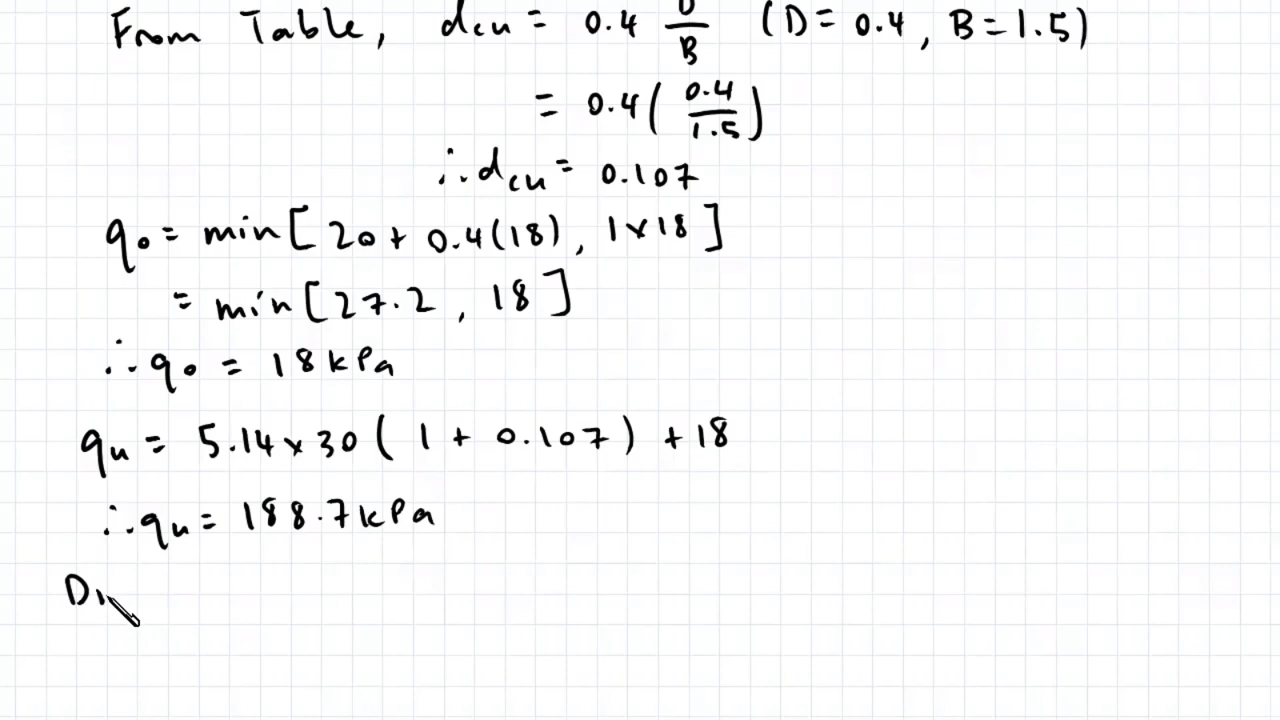 From Table, dcu = 0.4 D/B (D = 0.4, B = 1.5)
= 0.4 ( 0.4/1.5 )
∴ dcu = 0.107
q₀ = min [ 20 + 0.4(18), 1 × 18 ]
= min [ 27.2, 18 ]
∴ q₀ = 18 kPa
qu = 5.14 × 30 ( 1 + 0.107 ) + 18
∴ qu = 188.7 kPa